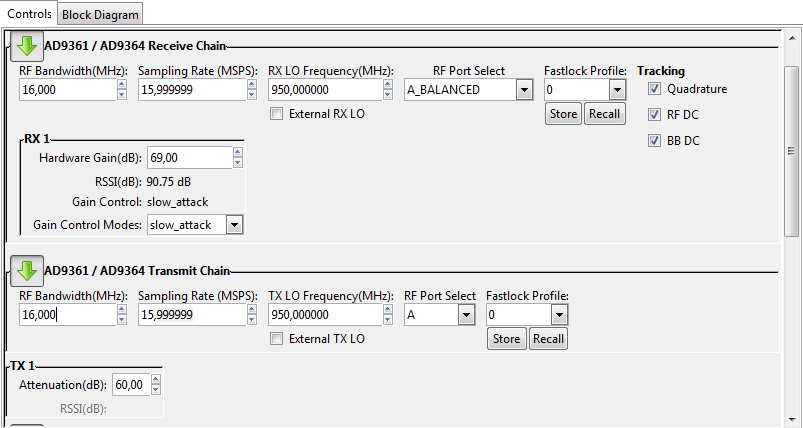 Controls Block Diagram
AD9361 / AD9364 Receive Chain
RF Bandwidth(MHz): Sampling Rate (MSPS): RX LO Frequency(MHz): RF Port Select Fastlock Profile: Tracking
16,000 15,999999 950,000000 A_BALANCED 0 Quadrature
External RX LO Store Recall RF DC
RX 1 BB DC
Hardware Gain(dB): 69,00
RSSI(dB): 90.75 dB
Gain Control: slow_attack
Gain Control Modes: slow_attack
AD9361 / AD9364 Transmit Chain
RF Bandwidth(MHz): Sampling Rate (MSPS): TX LO Frequency(MHz): RF Port Select Fastlock Profile:
16,000 15,999999 950,000000 A 0
External TX LO Store Recall
TX 1
Attenuation(dB): 60,00
RSSI(dB):